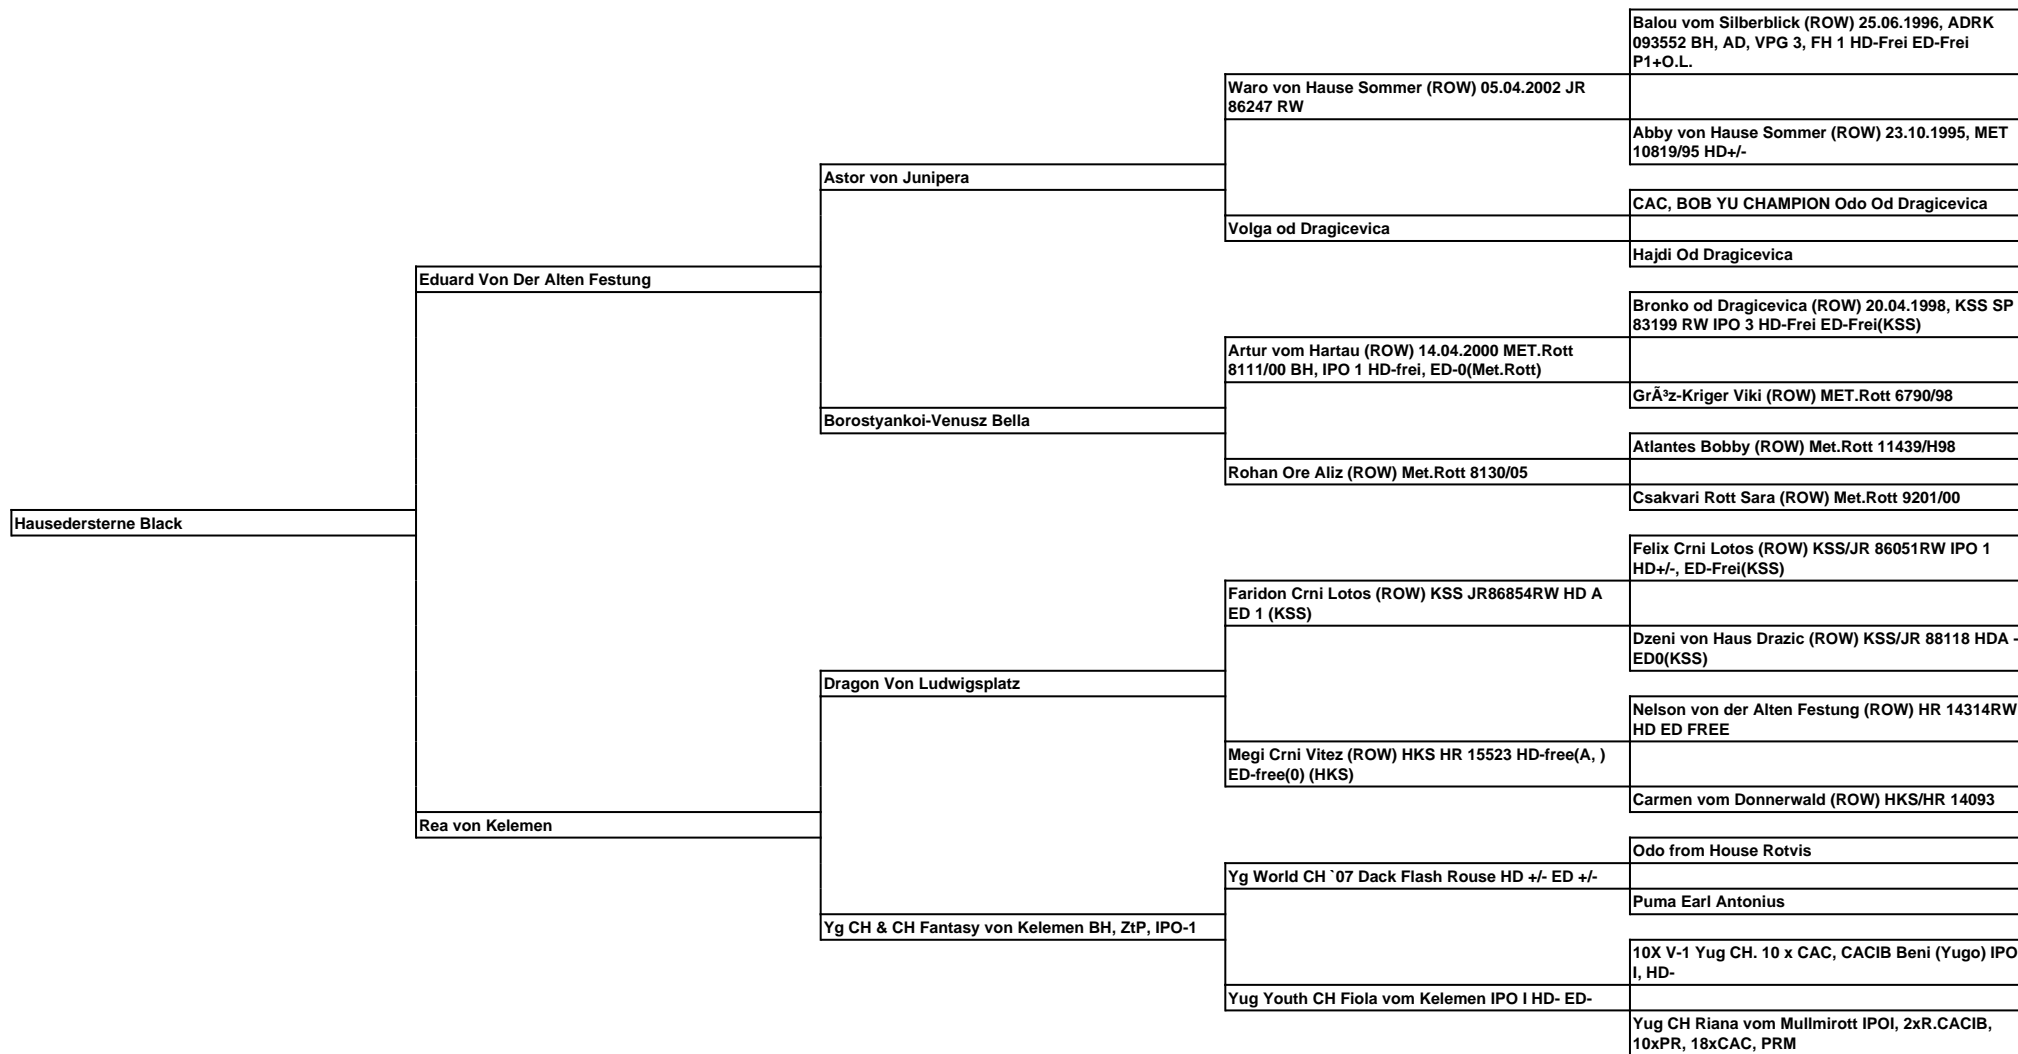 Balou vom Silberblick (ROW) 25.06.1996, ADRK
093552 BH, AD, VPG 3, FH 1 HD-Frei ED-Frei
P1+O.L.
Waro von Hause Sommer (ROW) 05.04.2002 JR
86247 RW
Abby von Hause Sommer (ROW) 23.10.1995, MET
10819/95 HD+/-
Astor von Junipera
CAC, BOB YU CHAMPION Odo Od Dragicevica
Volga od Dragicevica
Hajdi Od Dragicevica
Eduard Von Der Alten Festung
Bronko od Dragicevica (ROW) 20.04.1998, KSS SP
83199 RW IPO 3 HD-Frei ED-Frei(KSS)
Artur vom Hartau (ROW) 14.04.2000 MET.Rott
8111/00 BH, IPO 1 HD-frei, ED-0(Met.Rott)
GrÃ³z-Kriger Viki (ROW) MET.Rott 6790/98
Borostyankoi-Venusz Bella
Atlantes Bobby (ROW) Met.Rott 11439/H98
Rohan Ore Aliz (ROW) Met.Rott 8130/05
Csakvari Rott Sara (ROW) Met.Rott 9201/00
Hausedersterne Black
Felix Crni Lotos (ROW) KSS/JR 86051RW IPO 1
HD+/-, ED-Frei(KSS)
Faridon Crni Lotos (ROW) KSS JR86854RW HD A
ED 1 (KSS)
Dzeni von Haus Drazic (ROW) KSS/JR 88118 HDA -
ED0(KSS)
Dragon Von Ludwigsplatz
Nelson von der Alten Festung (ROW) HR 14314RW
HD ED FREE
Megi Crni Vitez (ROW) HKS HR 15523 HD-free(A, )
ED-free(0) (HKS)
Carmen vom Donnerwald (ROW) HKS/HR 14093
Rea von Kelemen
Odo from House Rotvis
Yg World CH `07 Dack Flash Rouse HD +/- ED +/-
Puma Earl Antonius
Yg CH & CH Fantasy von Kelemen BH, ZtP, IPO-1
10X V-1 Yug CH. 10 x CAC, CACIB Beni (Yugo) IPO
I, HD-
Yug Youth CH Fiola vom Kelemen IPO I HD- ED-
Yug CH Riana vom Mullmirott IPOI, 2xR.CACIB,
10xPR, 18xCAC, PRM